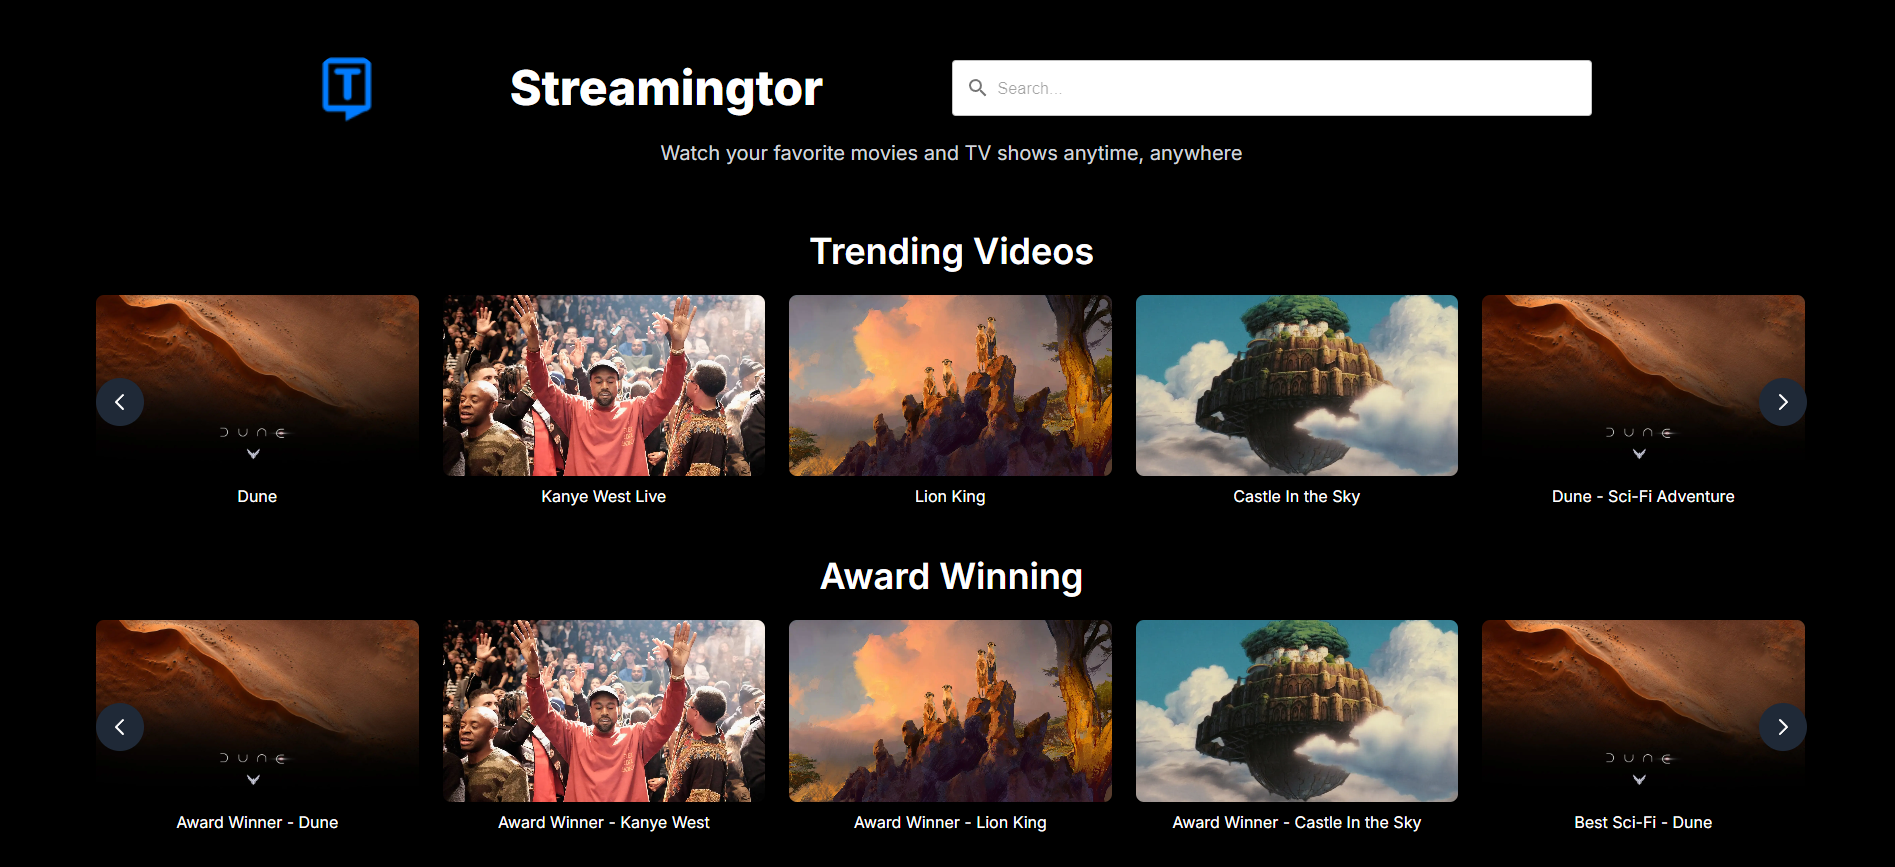 T
Streamingtor
Search...
Watch your favorite movies and TV shows anytime, anywhere
Trending Videos
DUNE
DUNE
Dune
Kanye West Live
Lion King
Castle In the Sky
Dune - Sci-Fi Adventure
Award Winning
DUNE
DUNE
Award Winner - Dune
Award Winner - Kanye West
Award Winner - Lion King
Award Winner - Castle In the Sky
Best Sci-Fi - Dune